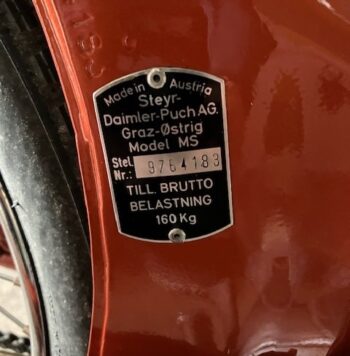 Made in Austria
Steyr-
Daimler-Puch AG.
Graz-Østrig
Model MS
Stel.
Nr.: 9764183
TILL. BRUTTO
BELASTNING
160 Kg